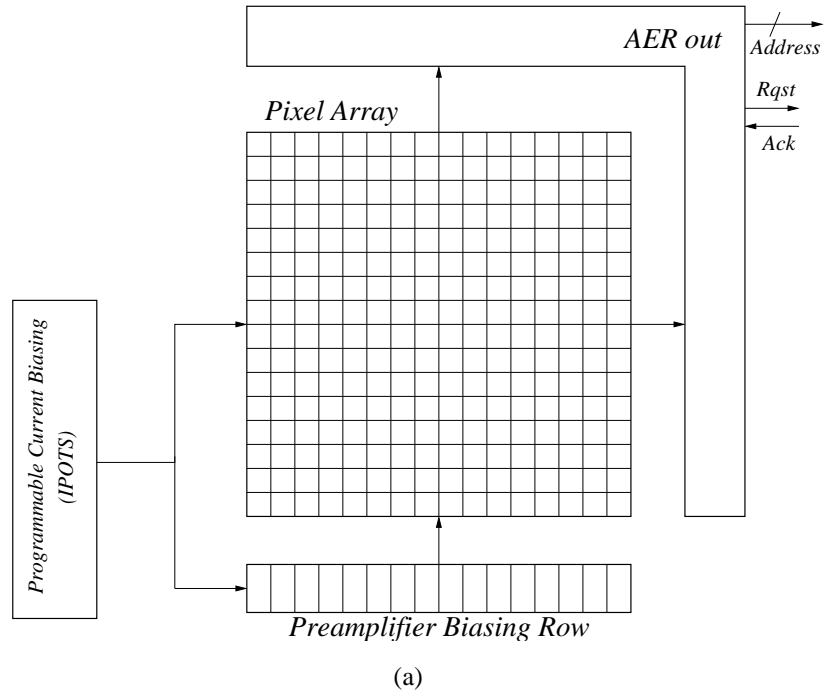 AER out
Address
Rqst
Ack
Pixel Array
Programmable Current Biasing
(IPOTS)
Preamplifier Biasing Row
(a)